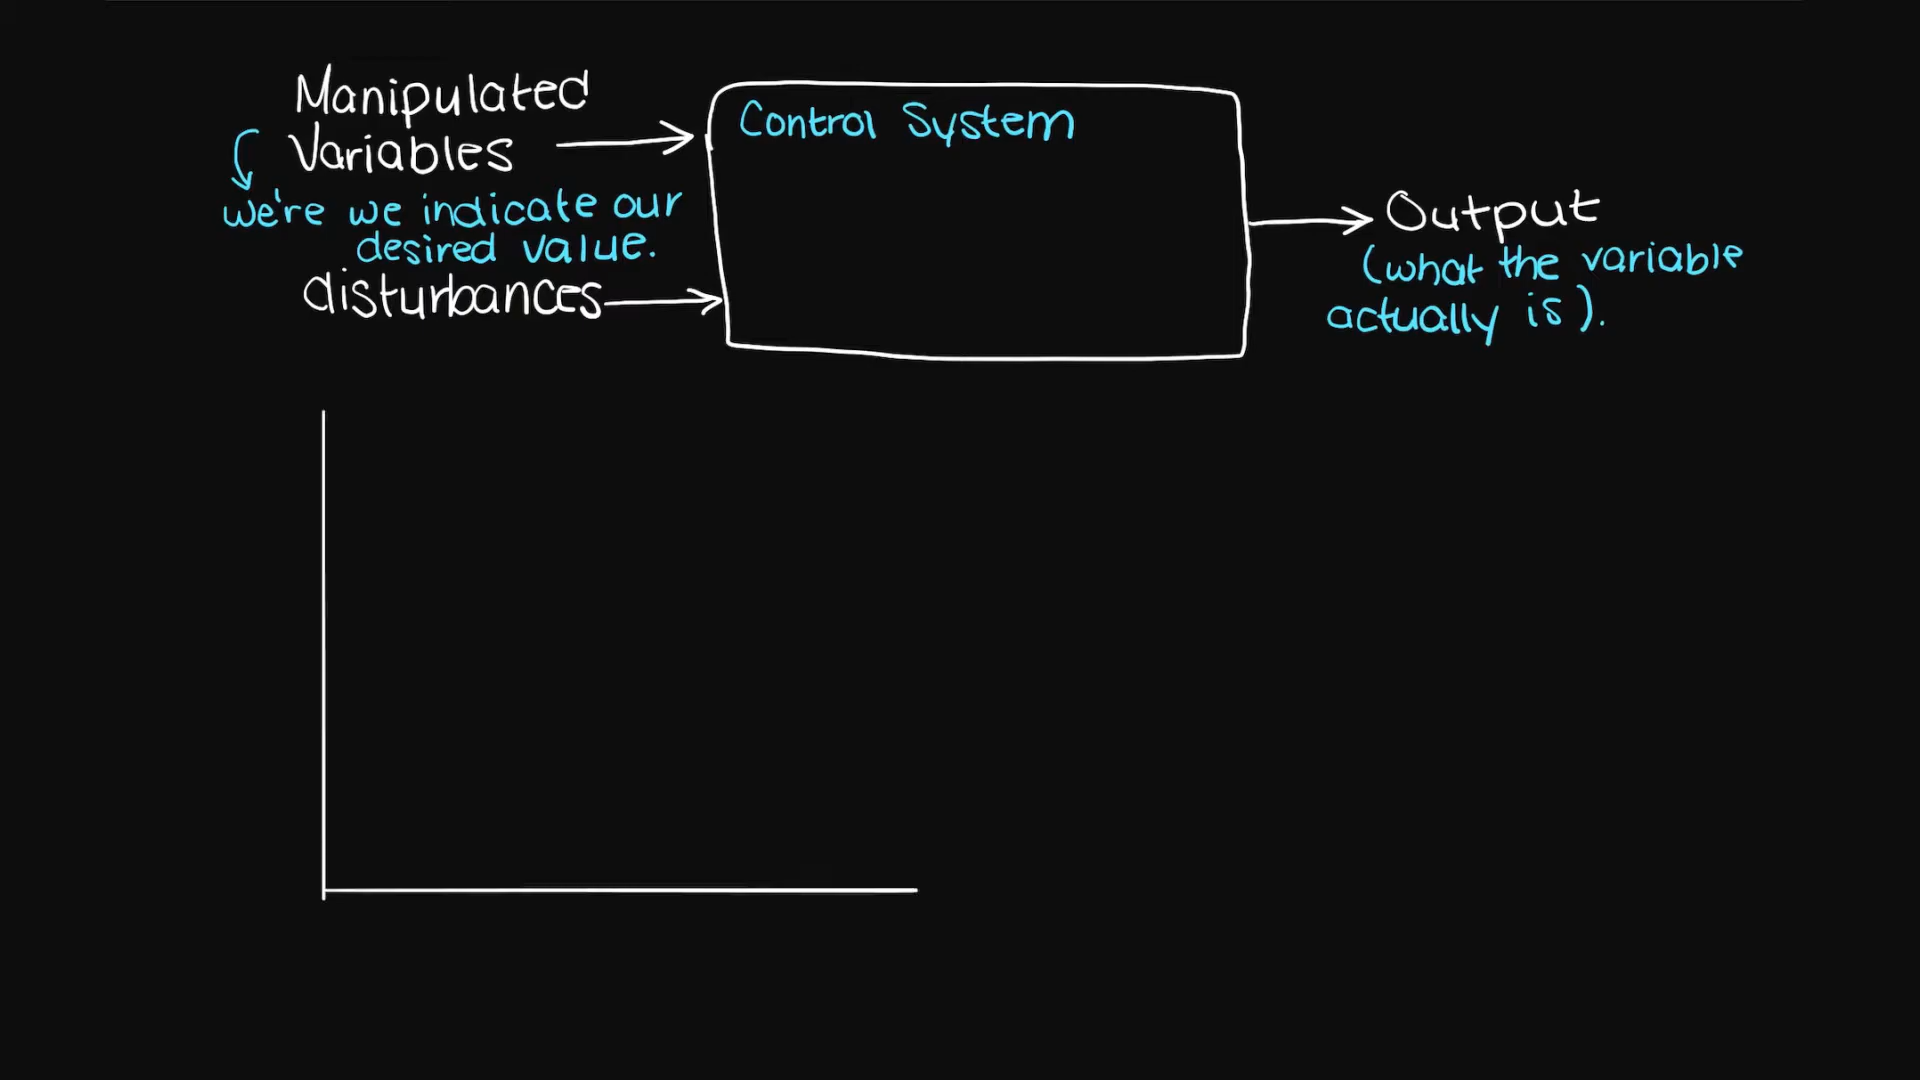 Manipulated
Variables
we're we indicate our
desired value.
disturbances
Control System
Output
(what the variable
actually is).